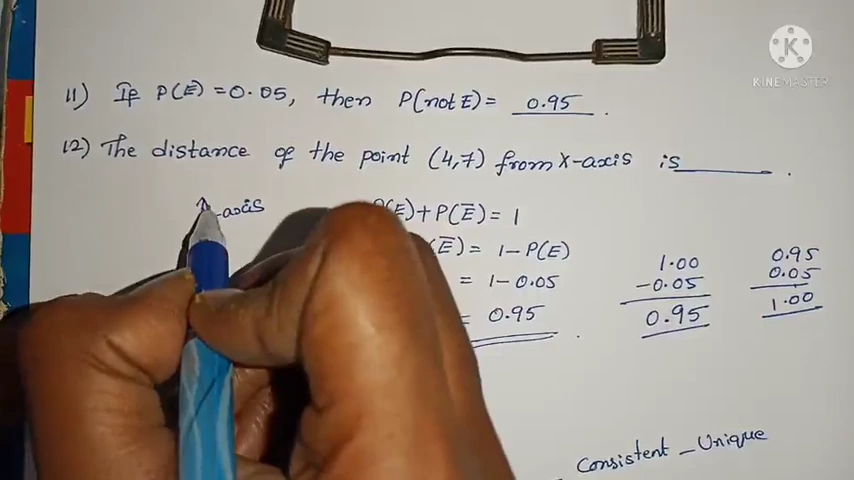 11) If P(E) = 0.05, then P(not E) = 0.95.
12) The distance of the point (4,7) from X-axis is_______.
-axis
P(E) + P(E̅) = 1
(E̅) = 1 - P(E)
= 1 - 0.05
= 0.95
1.00
-0.05
0.95
0.95
0.05
1.00
Consistent - Unique
K
KINEMASTER